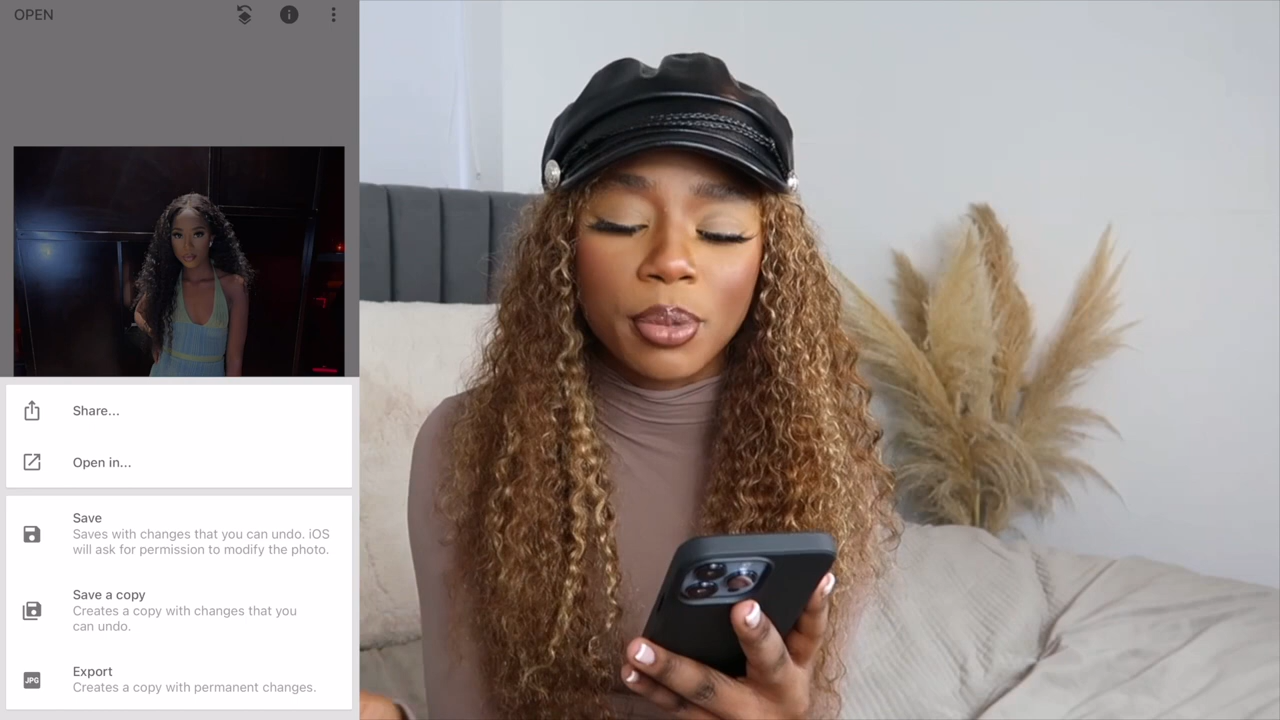 OPEN
Share...
Open in...
Save
Saves with changes that you can undo. iOS
will ask for permission to modify the photo.
Save a copy
Creates a copy with changes that you
can undo.
JPG
Export
Creates a copy with permanent changes.